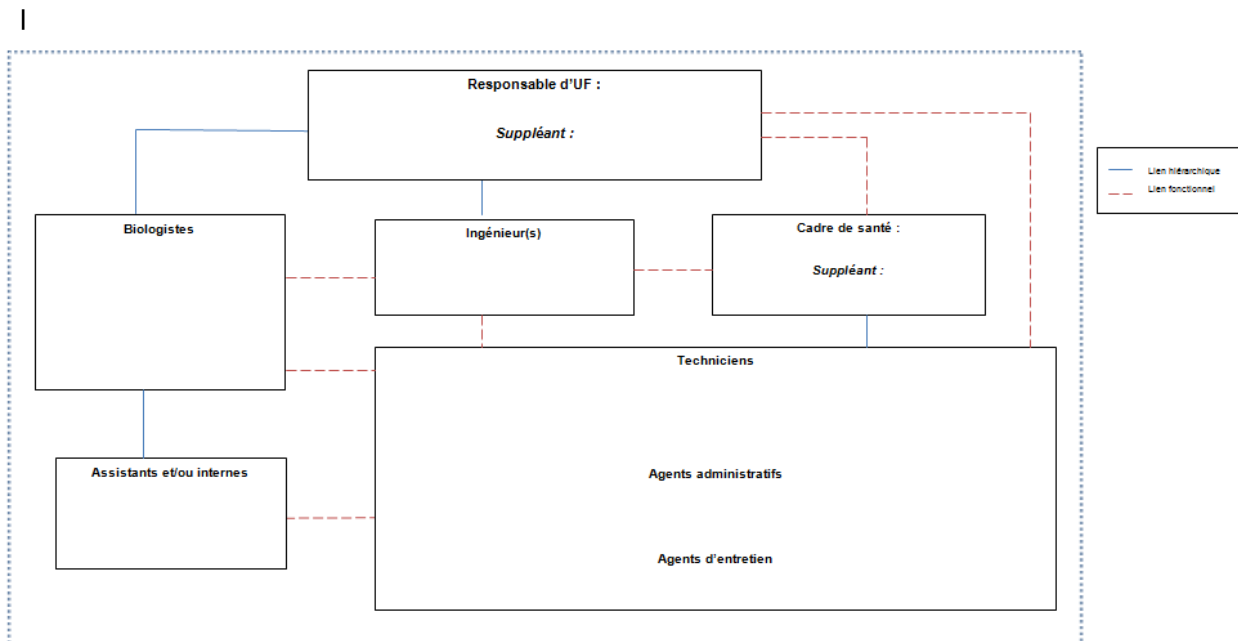 Responsable d'UF :
Suppléant :
Lien hiérarchique
Lien fonctionnel
Biologistes
Ingénieur(s)
Cadre de santé :
Suppléant :
Techniciens
Assistants et/ou internes
Agents administratifs
Agents d'entretien